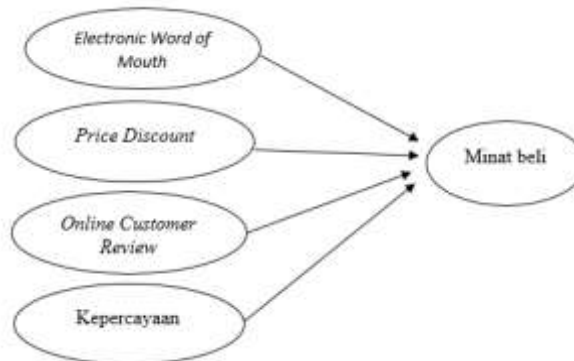 Electronic Word of
Mouth
Price Discount
Minat beli
Online Customer
Review
Kepercayaan